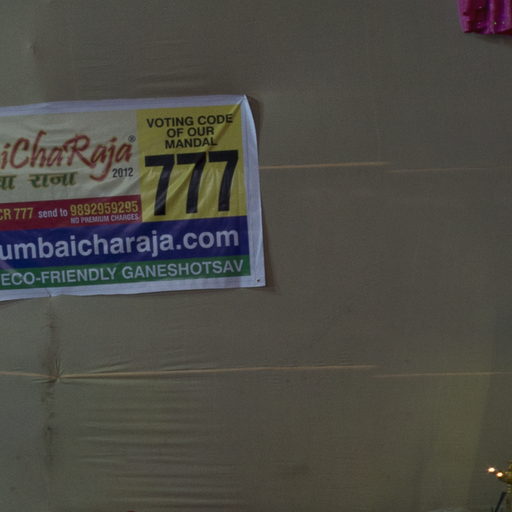 iChaRaja®
चा राजा
2012
CR 777 send to 9892959295
NO PREMIUM CHARGES
VOTING CODE
OF OUR
MANDAL
777
umbaicharaja.com
ECO-FRIENDLY GANESHOTSAV